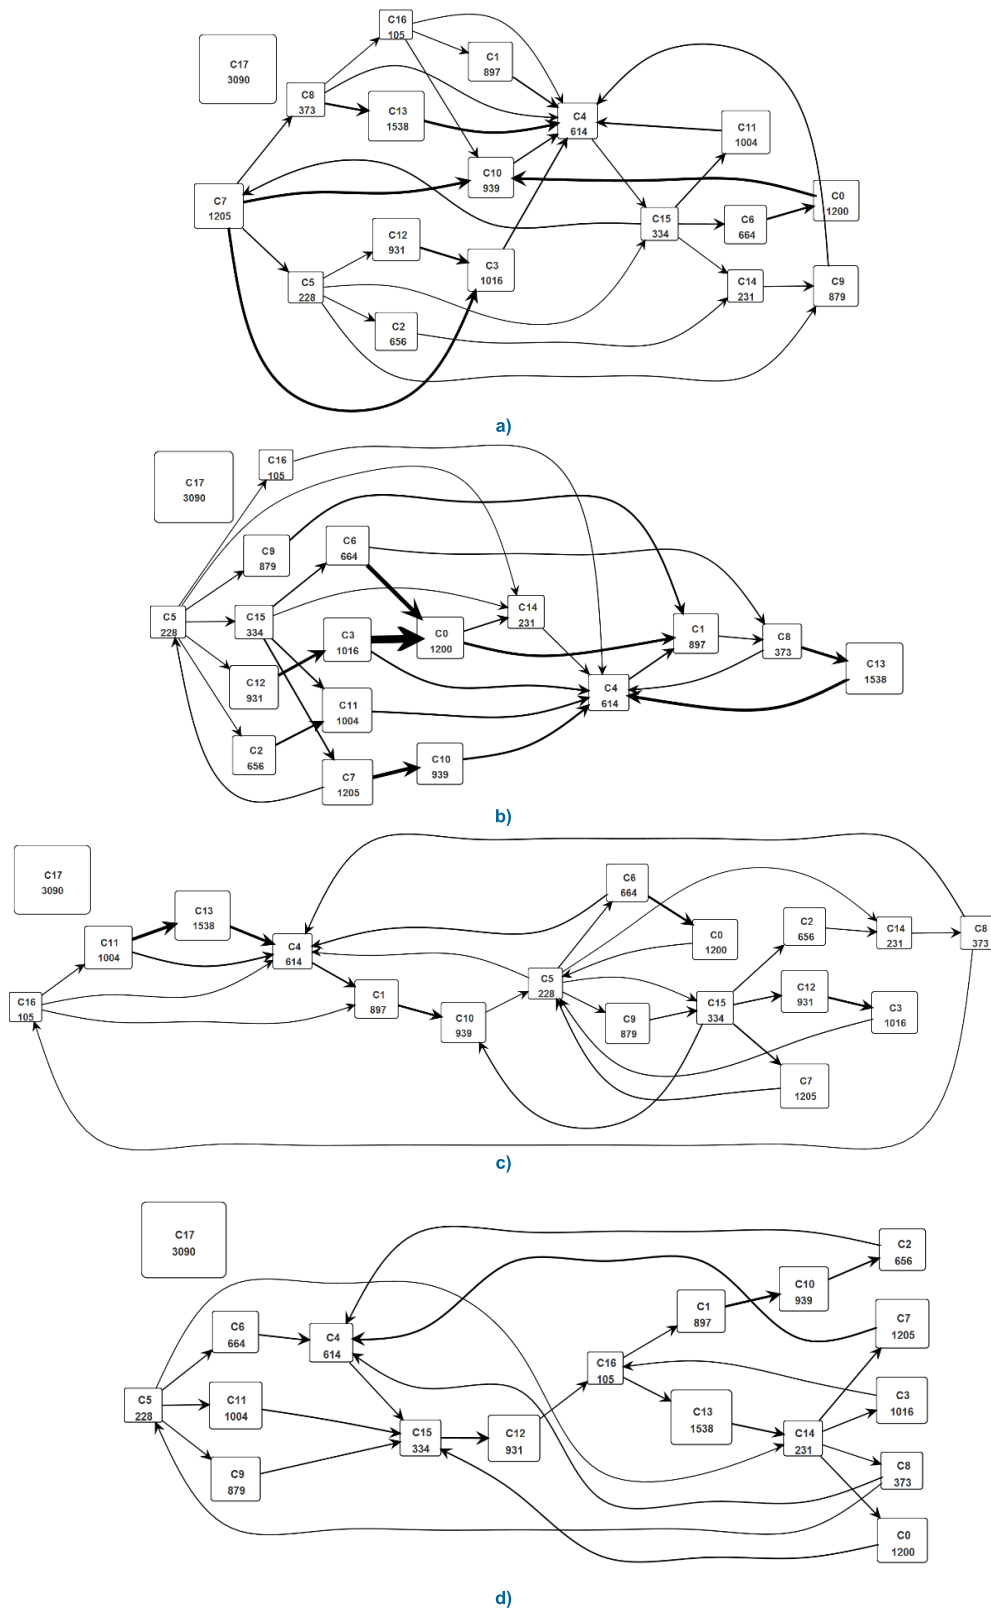 C16
105
C17
3090
C1
897
C8
373
C13
1538
C4
614
C11
1004
C10
939
C7
1205
C0
1200
C15
334
C6
664
C12
931
C3
1016
C5
228
C14
231
C9
879
C2
656
a)
C16
105
C17
3090
C6
664
C9
879
C14
231
C5
228
C15
334
C3
1016
C0
1200
C1
897
C8
373
C13
1538
C12
931
C4
614
C11
1004
C2
656
C10
939
C7
1205
b)
C17
3090
C6
664
C13
1538
C2
656
C14
231
C8
373
C11
1004
C4
614
C0
1200
C5
228
C1
897
C12
931
C16
105
C10
939
C9
879
C15
334
C3
1016
C7
1205
c)
C17
3090
C2
656
C10
939
C1
897
C6
664
C4
614
C7
1205
C16
105
C5
228
C11
1004
C3
1016
C13
1538
C15
334
C12
931
C14
231
C9
879
C8
373
C0
1200
d)